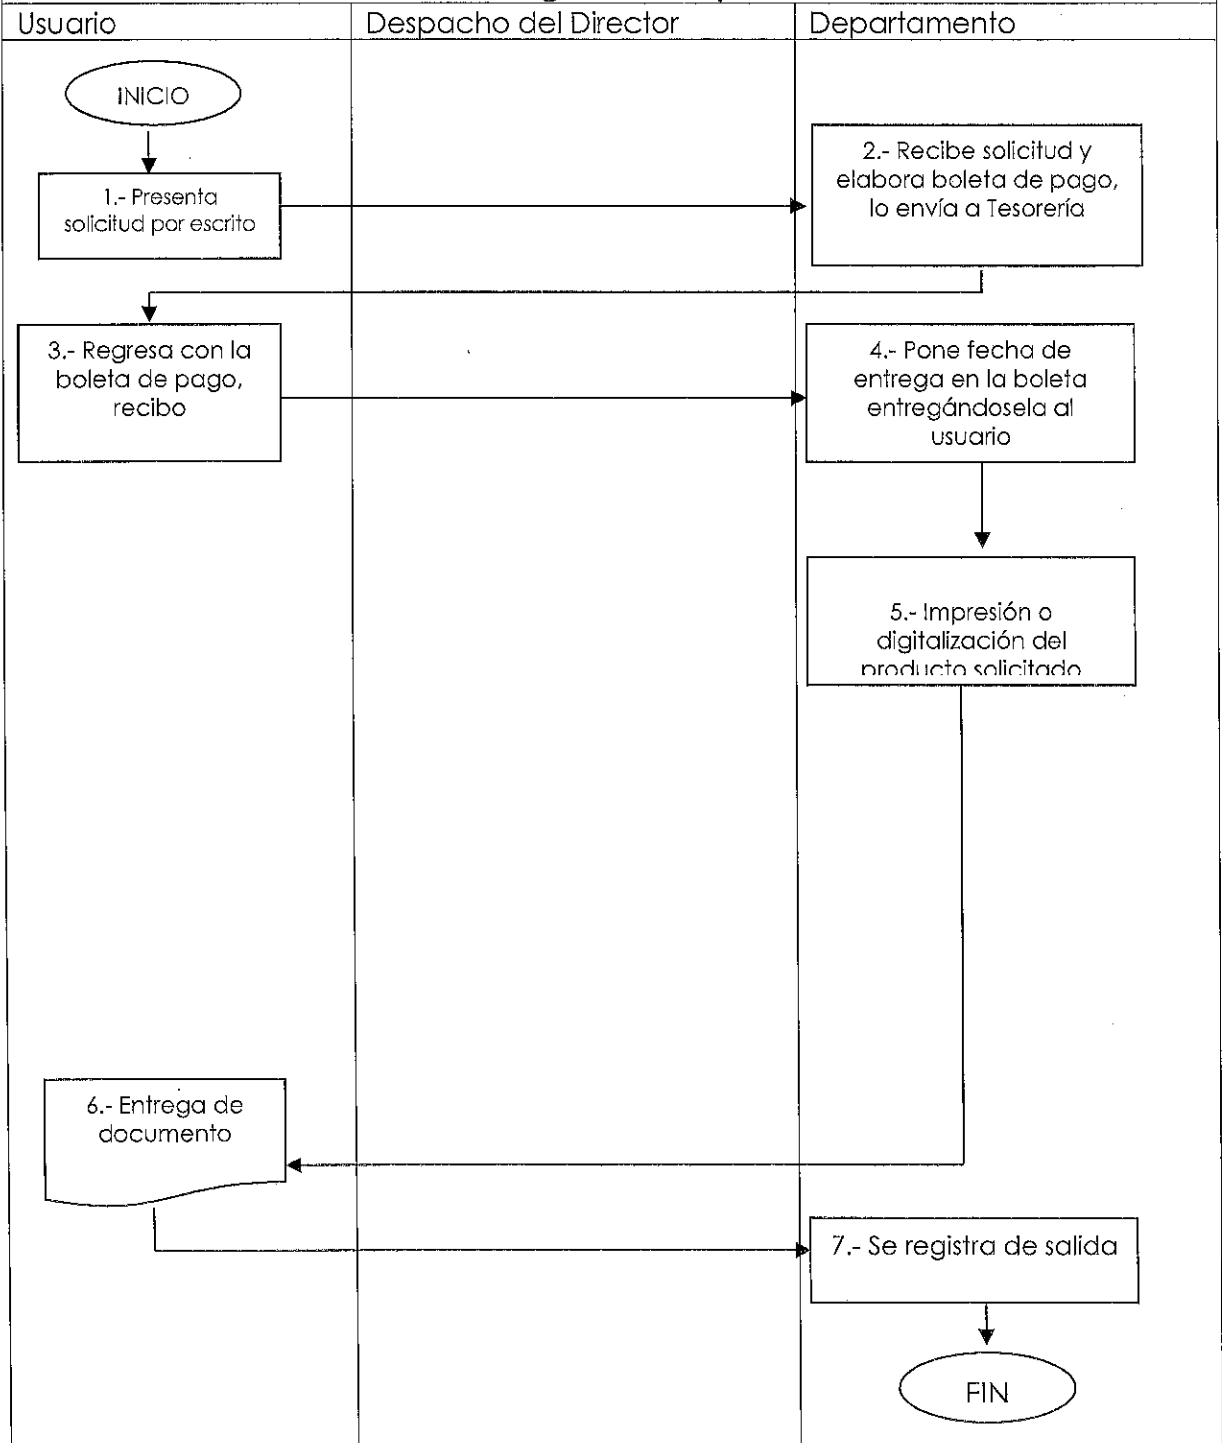 Usuario
Despacho del Director
Departamento
INICIO
1.- Presenta
solicitud por escrito
2.- Recibe solicitud y
elabora boleta de pago,
lo envía a Tesorería
3.- Regresa con la
boleta de pago,
recibo
4.- Pone fecha de
entrega en la boleta
entregándosela al
usuario
5.- Impresión o
digitalización del
producto solicitado
6.- Entrega de
documento
7.- Se registra de salida
FIN